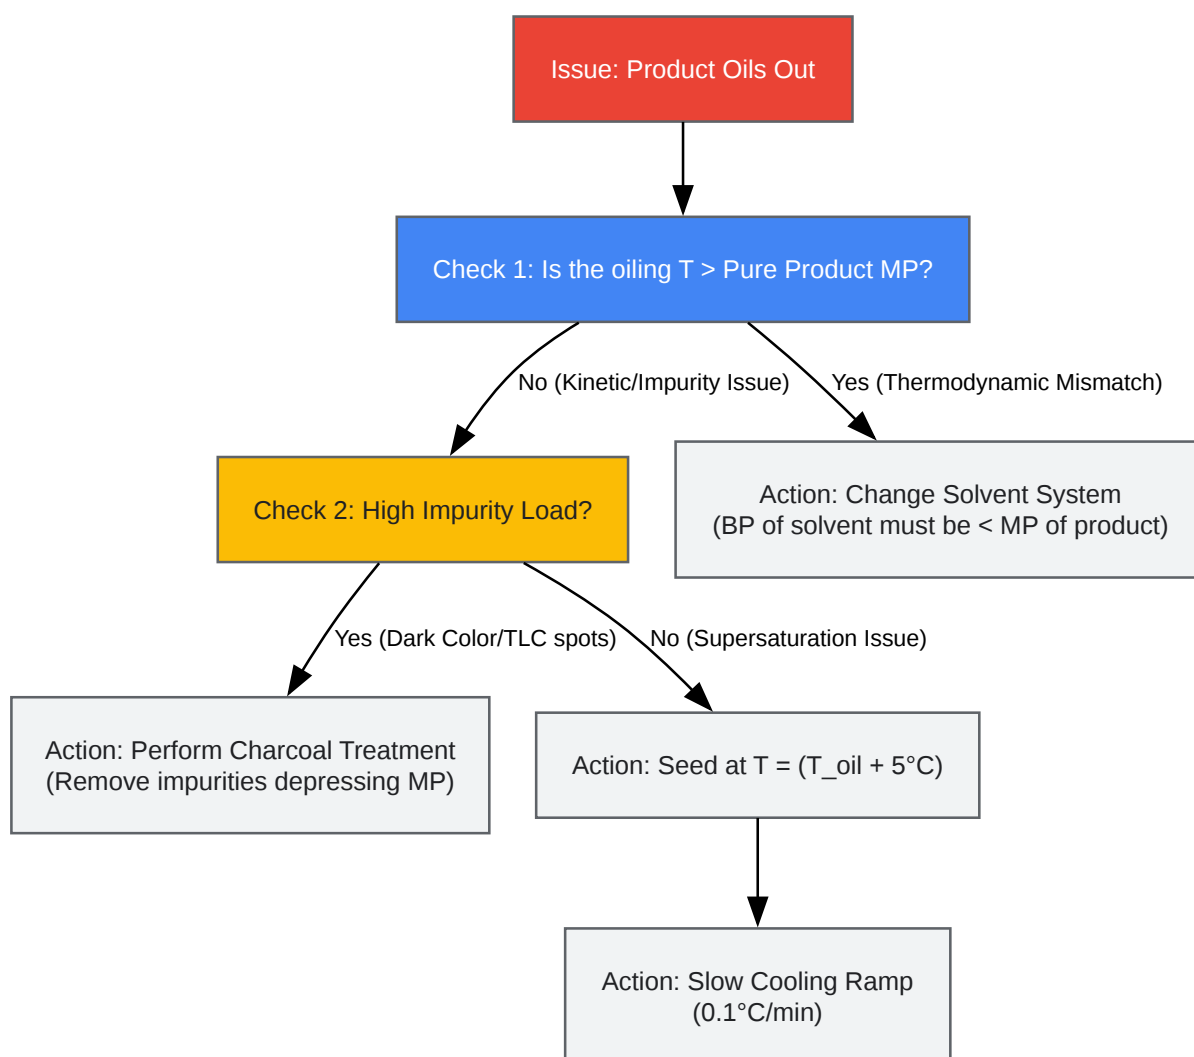 Issue: Product Oils Out
Check 1: Is the oiling T > Pure Product MP?
No (Kinetic/Impurity Issue)
Yes (Thermodynamic Mismatch)
Check 2: High Impurity Load?
Action: Change Solvent System
(BP of solvent must be < MP of product)
Yes (Dark Color/TLC spots)
No (Supersaturation Issue)
Action: Perform Charcoal Treatment
(Remove impurities depressing MP)
Action: Seed at T = (T_oil + 5°C)
Action: Slow Cooling Ramp
(0.1°C/min)